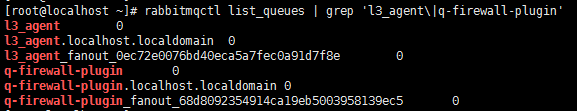 [root@localhost ~]# rabbitmqctl list_queues | grep 'l3_agent\|q-firewall-plugin'
l3_agent 0
l3_agent.localhost.localdomain 0
l3_agent_fanout_0ec72e0076bd40eca5a7fec0a91d7f8e 0
q-firewall-plugin 0
q-firewall-plugin.localhost.localdomain 0
q-firewall-plugin_fanout_68d8092354914ca19eb5003958139ec5 0